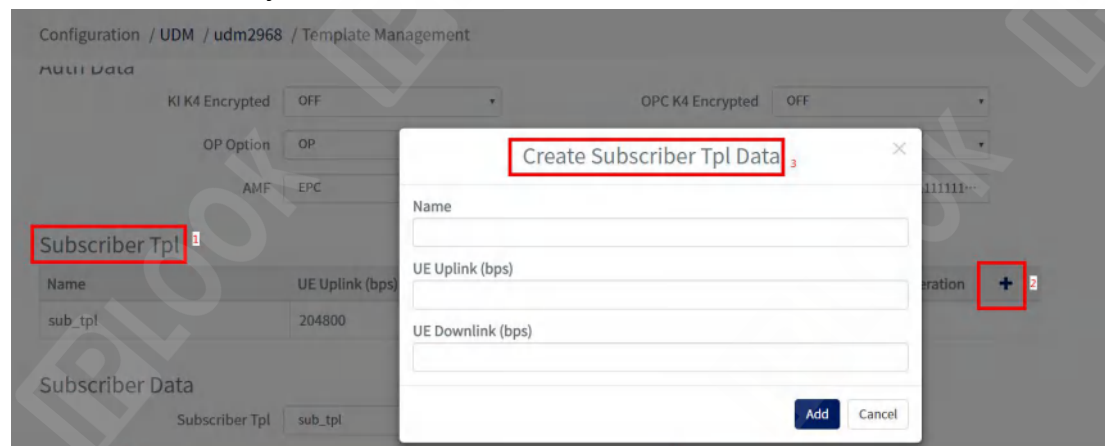 Configuration / UDM / udm2968 / Template Management
Auth Data
KI K4 Encrypted OFF OPC K4 Encrypted OFF
OP Option OP
Create Subscriber Tpl Data 3
AMF EPC 111111...
Name
Subscriber Tpl 1
UE Uplink (bps)
Name UE Uplink (bps) 2
sub_tpl 204800
UE Downlink (bps)
Subscriber Data
Subscriber Tpl sub_tpl
Add Cancel
IPLOOK